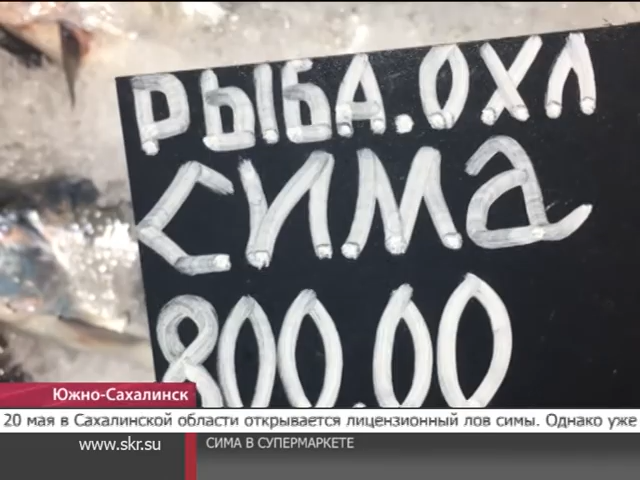 РЫБА.ОХЛ
СИМА
800.00
Южно-Сахалинск
20 мая в Сахалинской области открывается лицензионный лов симы. Однако уже
www.skr.su
СИМА В СУПЕРМАРКЕТЕ